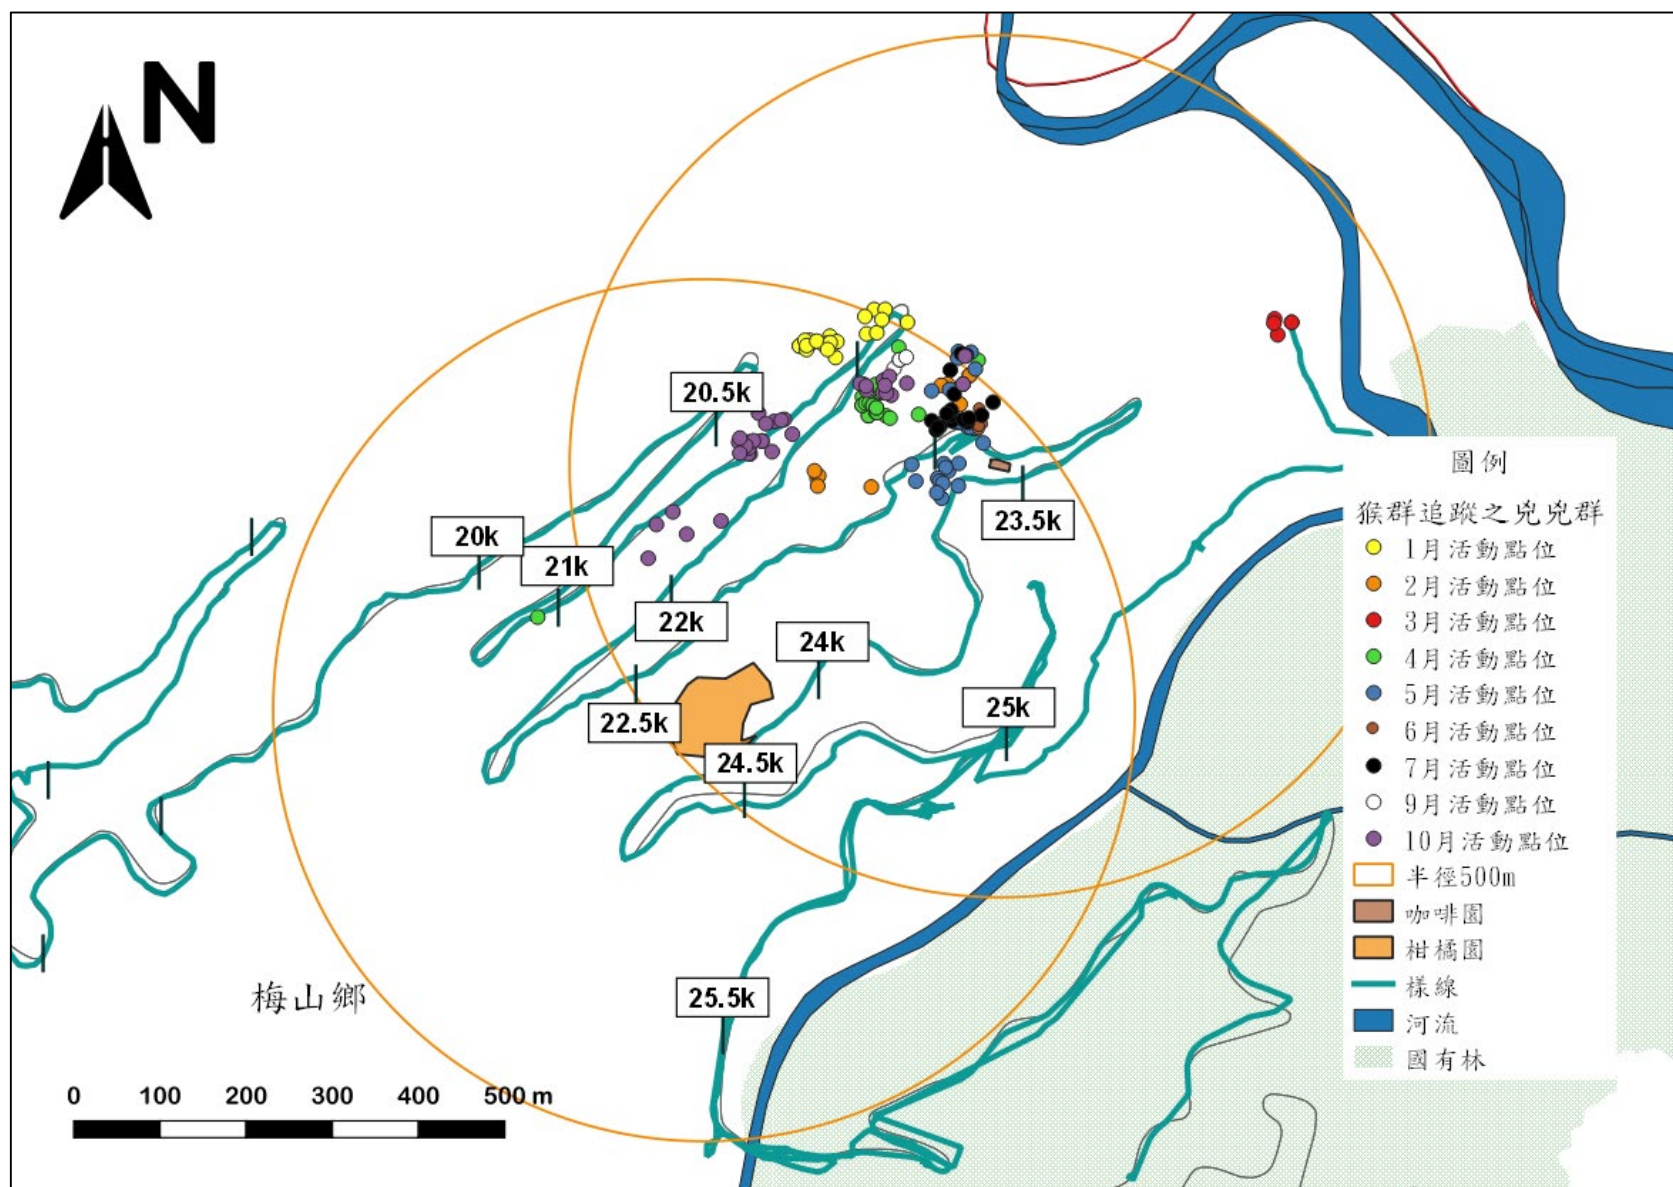 N
20.5k
20k
21k
23.5k
22k
24k
22.5k
25k
24.5k
25.5k
梅山鄉
0 100 200 300 400 500 m
圖例
猴群追蹤之兇兇群
1月活動點位
2月活動點位
3月活動點位
4月活動點位
5月活動點位
6月活動點位
7月活動點位
9月活動點位
10月活動點位
半徑500m
咖啡園
柑橘園
樣線
河流
國有林